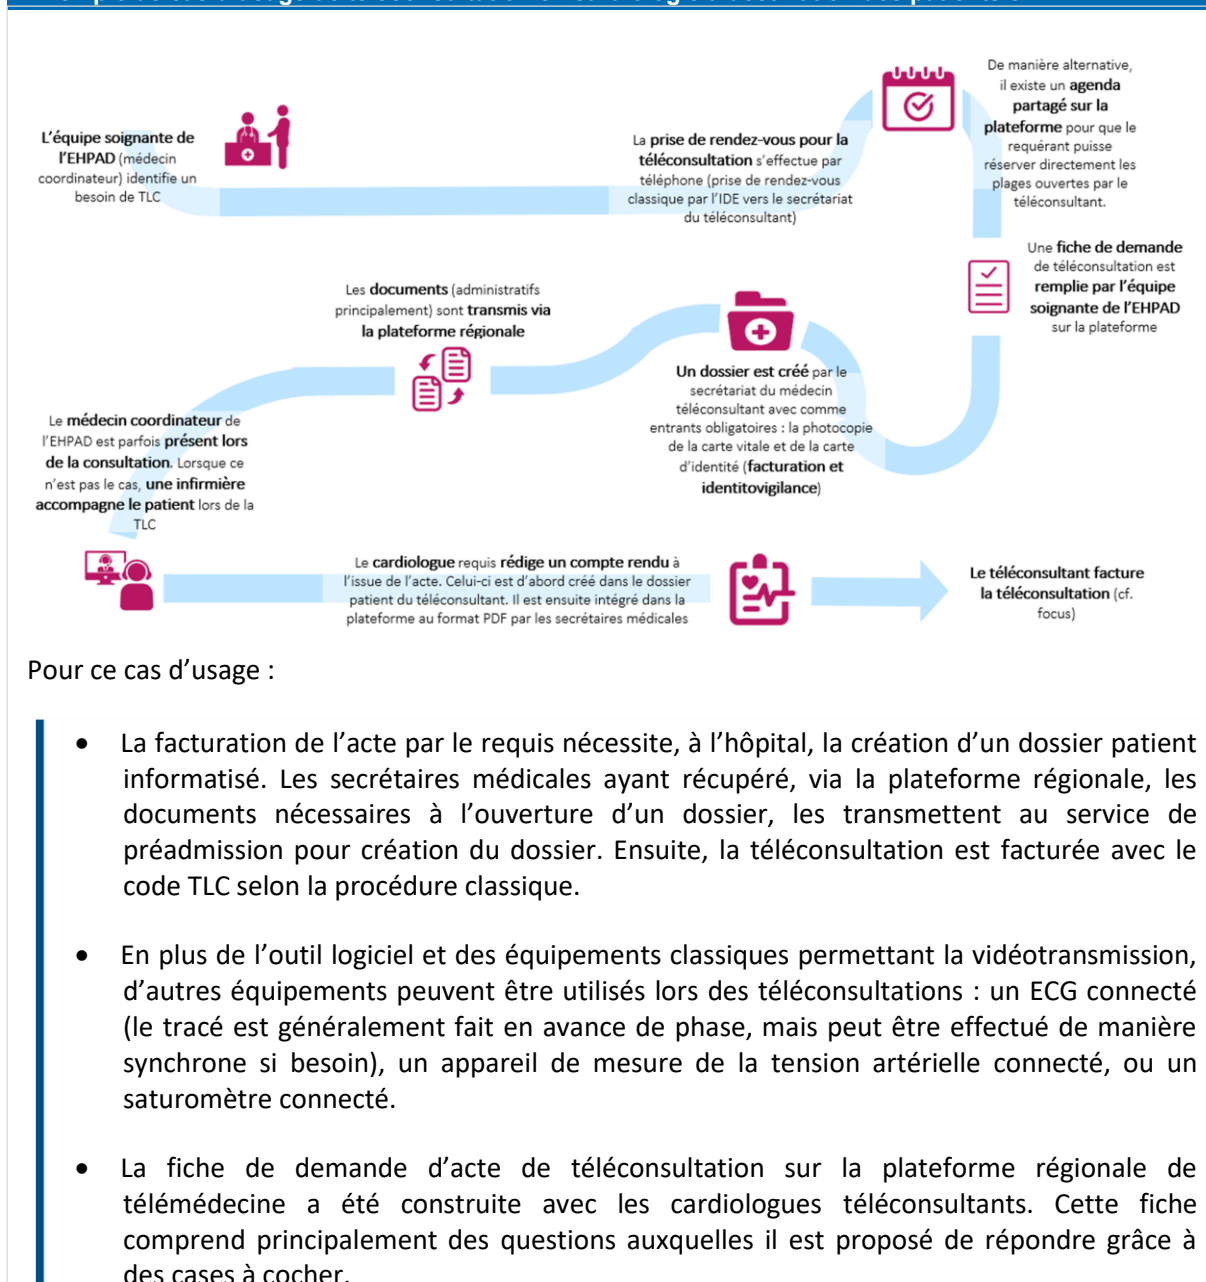 L'équipe soignante de
l'EHPAD (médecin
coordinateur) identifie un
besoin de TLC
La prise de rendez-vous pour la
téléconsultation s'effectue par
téléphone (prise de rendez-vous
classique par l'IDE vers le secrétariat
du téléconsultant)
De manière alternative,
il existe un agenda
partagé sur la
plateforme pour que le
requérant puisse
réserver directement les
plages ouvertes par le
téléconsultant.
Une fiche de demande
de téléconsultation est
remplie par l'équipe
soignante de l'EHPAD
sur la plateforme
Un dossier est créé par le
secrétariat du médecin
téléconsultant avec comme
entrants obligatoires : la photocopie
de la carte vitale et de la carte
d'identité (facturation et
identitovigilance)
Les documents (administratifs
principalement) sont transmis via
la plateforme régionale
Le médecin coordinateur de
l'EHPAD est parfois présent lors
de la consultation. Lorsque ce
n'est pas le cas, une infirmière
accompagne le patient lors de la
TLC
Le cardiologue requis rédige un compte rendu à
l'issue de l'acte. Celui-ci est d'abord créé dans le dossier
patient du téléconsultant. Il est ensuite intégré dans la
plateforme au format PDF par les secrétaires médicales
Le téléconsultant facture
la téléconsultation (cf.
focus)
Pour ce cas d'usage :
• La facturation de l'acte par le requis nécessite, à l'hôpital, la création d'un dossier patient
informatisé. Les secrétaires médicales ayant récupéré, via la plateforme régionale, les
documents nécessaires à l'ouverture d'un dossier, les transmettent au service de
préadmission pour création du dossier. Ensuite, la téléconsultation est facturée avec le
code TLC selon la procédure classique.
• En plus de l'outil logiciel et des équipements classiques permettant la vidéotransmission,
d'autres équipements peuvent être utilisés lors des téléconsultations : un ECG connecté
(le tracé est généralement fait en avance de phase, mais peut être effectué de manière
synchrone si besoin), un appareil de mesure de la tension artérielle connecté, ou un
saturomètre connecté.
• La fiche de demande d'acte de téléconsultation sur la plateforme régionale de
télémédecine a été construite avec les cardiologues téléconsultants. Cette fiche
comprend principalement des questions auxquelles il est proposé de répondre grâce à
des cases à cocher.